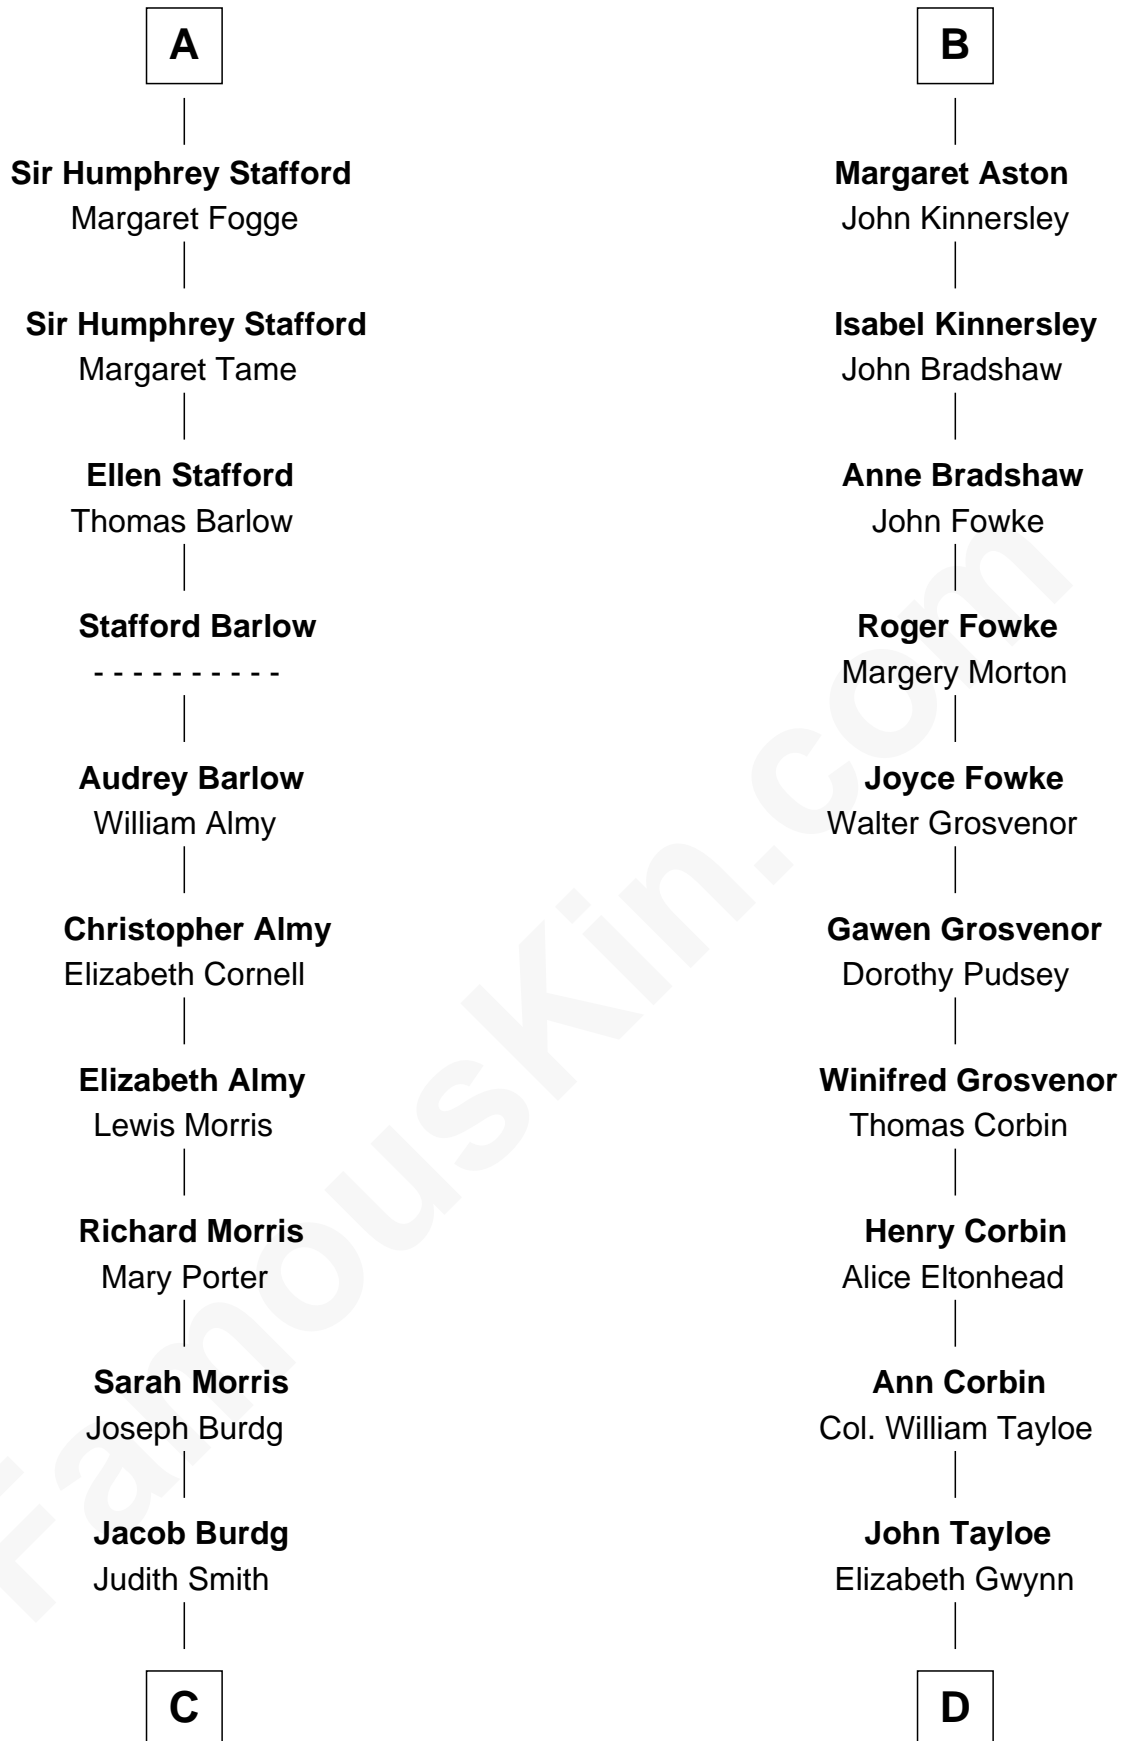 A
Sir Humphrey Stafford
Margaret Fogge
Sir Humphrey Stafford
Margaret Tame
Ellen Stafford
Thomas Barlow
Stafford Barlow
- - - - - - - - - -
Audrey Barlow
William Almy
Christopher Almy
Elizabeth Cornell
Elizabeth Almy
Lewis Morris
Richard Morris
Mary Porter
Sarah Morris
Joseph Burdg
Jacob Burdg
Judith Smith
C
B
Margaret Aston
John Kinnersley
Isabel Kinnersley
John Bradshaw
Anne Bradshaw
John Fowke
Roger Fowke
Margery Morton
Joyce Fowke
Walter Grosvenor
Gawen Grosvenor
Dorothy Pudsey
Winifred Grosvenor
Thomas Corbin
Henry Corbin
Alice Eltonhead
Ann Corbin
Col. William Tayloe
John Tayloe
Elizabeth Gwynn
D
FamousKin.com